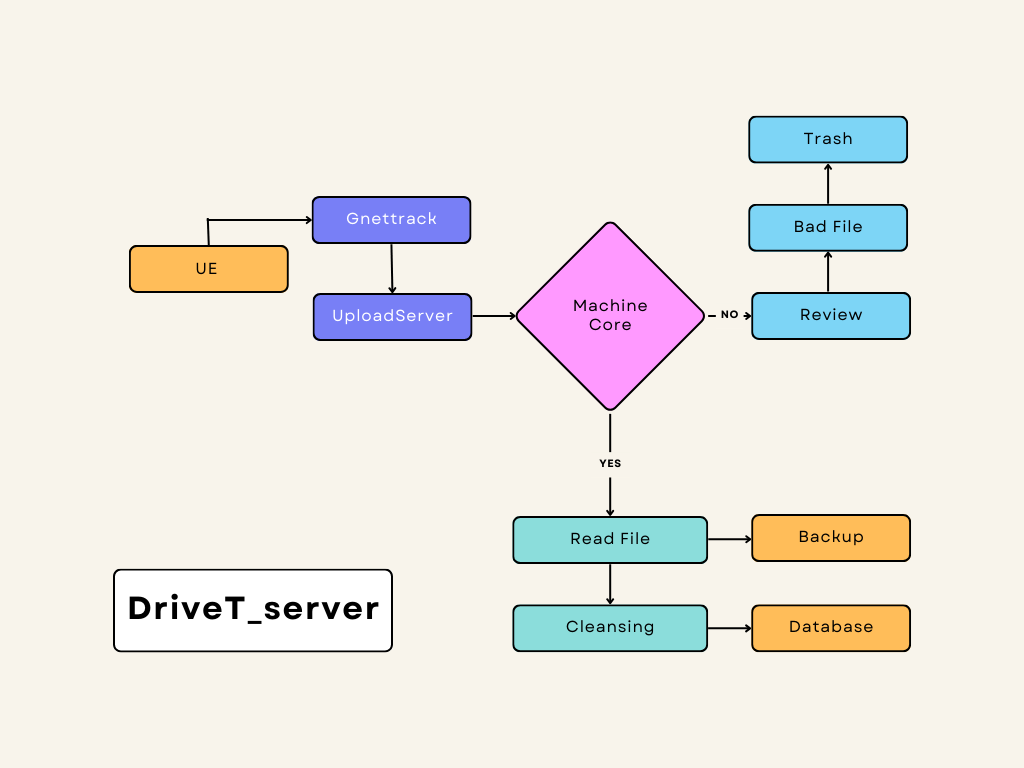 Trash
Gnettrack
Bad File
UE
UploadServer
Machine
Core
NO
Review
YES
Read File
Backup
DriveT_server
Cleansing
Database